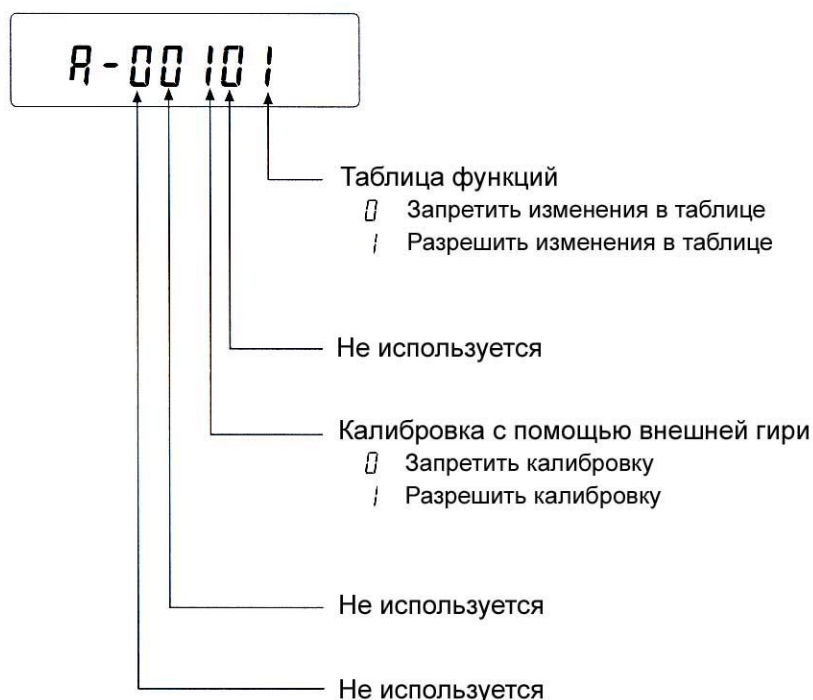 A-00101
Таблица функций
0 Запретить изменения в таблице
1 Разрешить изменения в таблице
Не используется
Калибровка с помощью внешней гири
0 Запретить калибровку
1 Разрешить калибровку
Не используется
Не используется